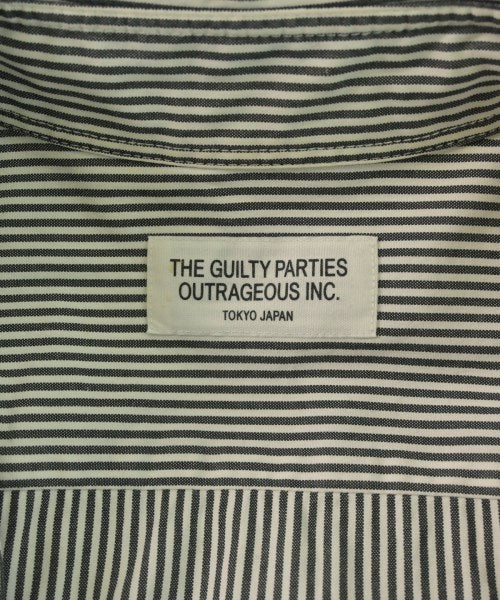 THE GUILTY PARTIES
OUTRAGEOUS INC.
TOKYO JAPAN